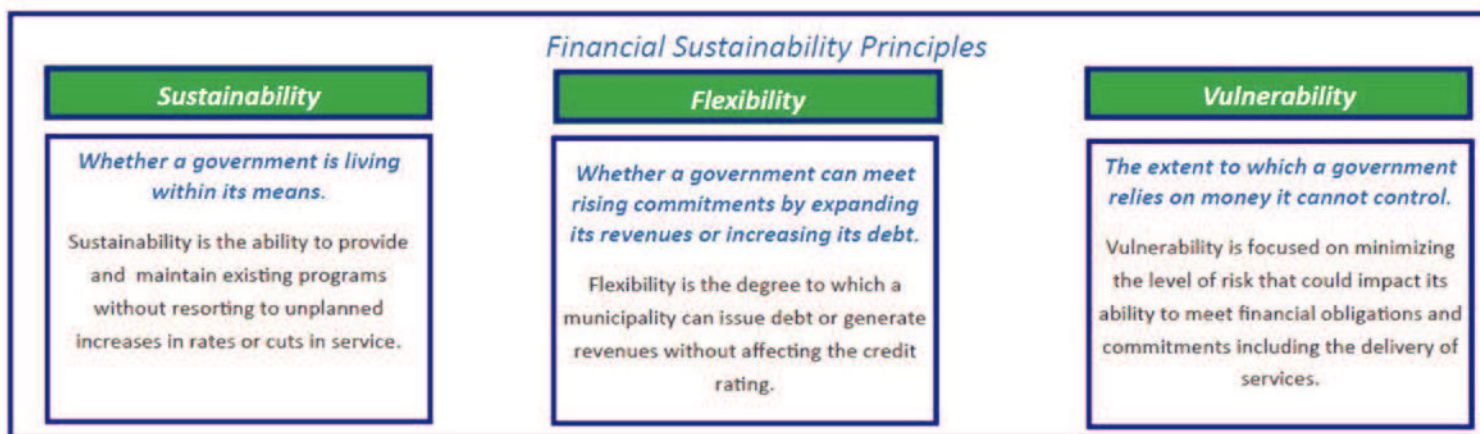 Financial Sustainability Principles
Sustainability
Whether a government is living
within its means.
Sustainability is the ability to provide
and maintain existing programs
without resorting to unplanned
increases in rates or cuts in service.
Flexibility
Whether a government can meet
rising commitments by expanding
its revenues or increasing its debt.
Flexibility is the degree to which a
municipality can issue debt or generate
revenues without affecting the credit
rating.
Vulnerability
The extent to which a government
relies on money it cannot control.
Vulnerability is focused on minimizing
the level of risk that could impact its
ability to meet financial obligations and
commitments including the delivery of
services.